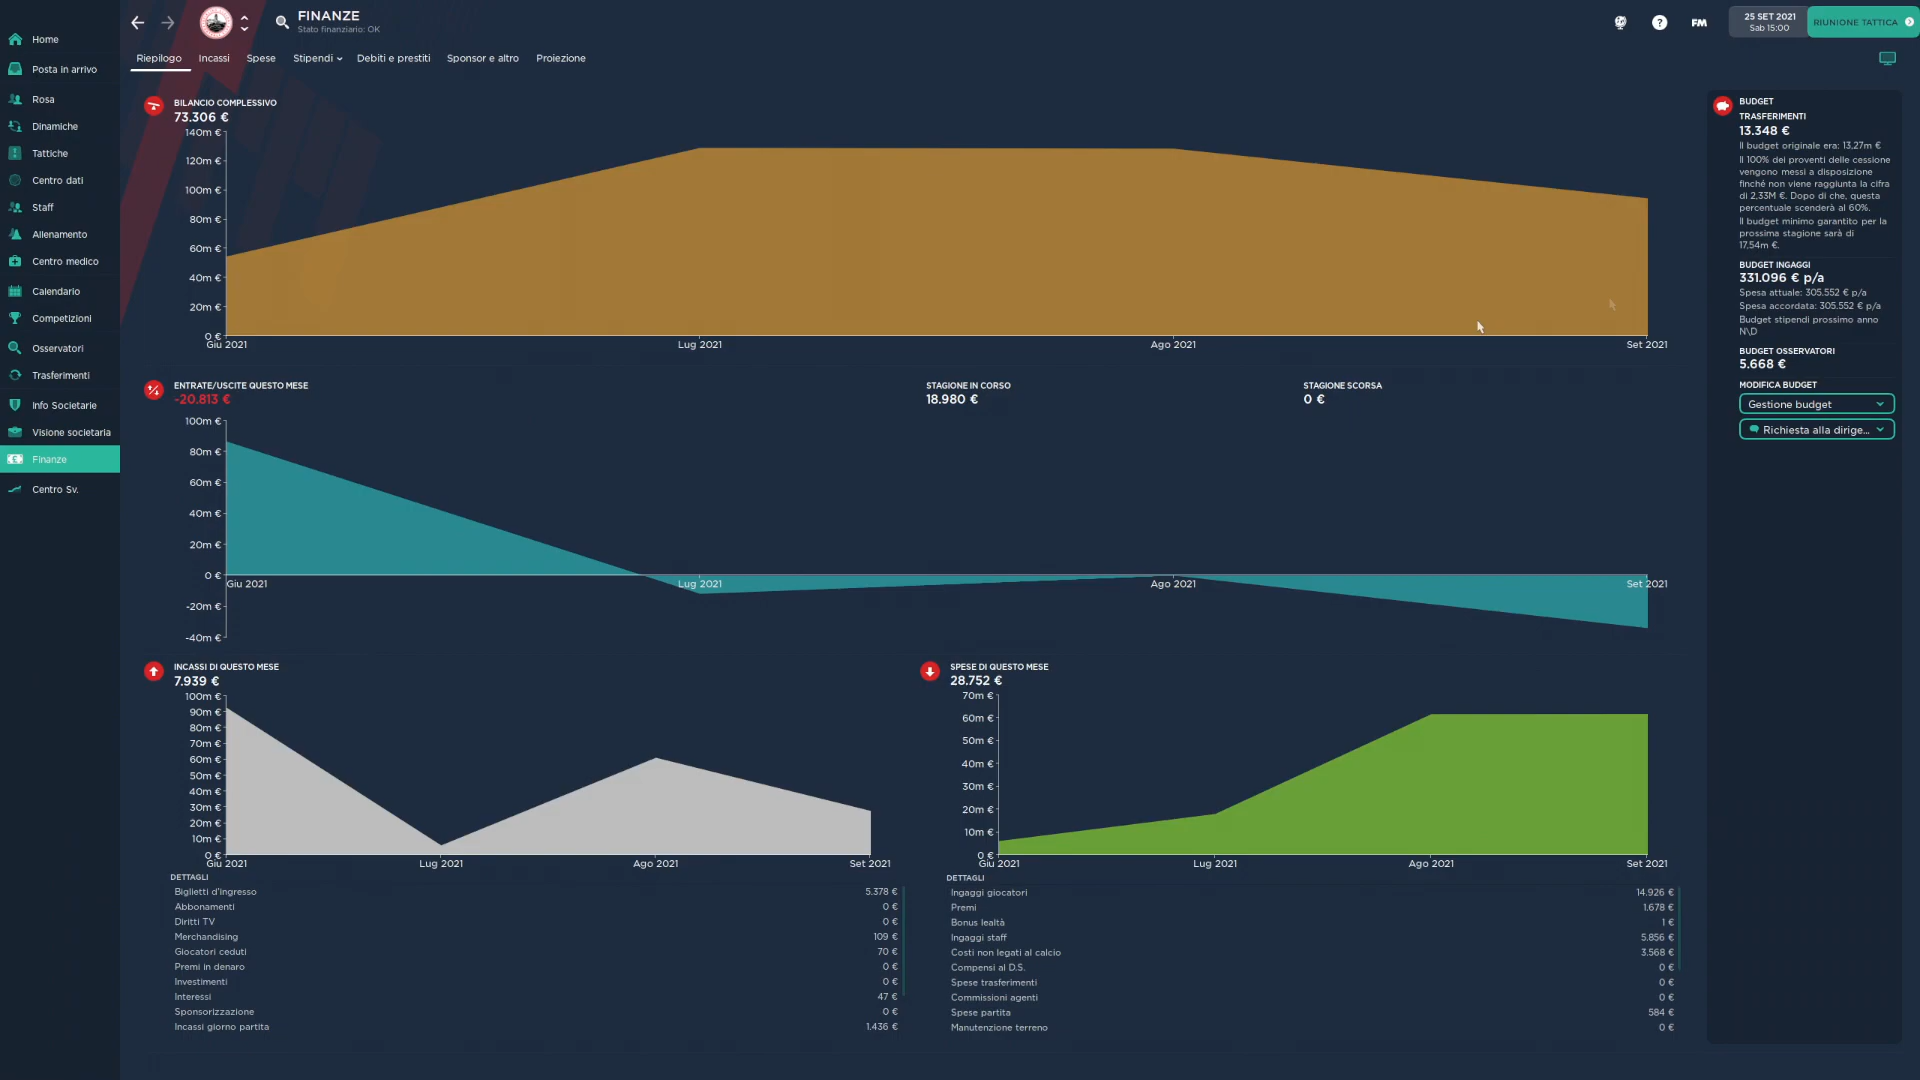 FINANZE
Stato finanziario: OK
FM
25 SET 2021
Sab 15:00
RIUNIONE TATTICA
Home
Posta in arrivo
Rosa
Dinamiche
Tattiche
Centro dati
Staff
Allenamento
Centro medico
Calendario
Competizioni
Osservatori
Trasferimenti
Info Societarie
Visione societaria
Finanze
Centro Sv.
Riepilogo
Incassi
Spese
Stipendi
Debiti e prestiti
Sponsor e altro
Proiezione
BILANCIO COMPLESSIVO
73.306 €
140m €
120m €
100m €
80m €
60m €
40m €
20m €
0 €
Giu 2021
Lug 2021
Ago 2021
Set 2021
ENTRATE/USCITE QUESTO MESE
-20.813 €
STAGIONE IN CORSO
18.980 €
STAGIONE SCORSA
0 €
100m €
80m €
60m €
40m €
20m €
0 €
-20m €
-40m €
Giu 2021
Lug 2021
Ago 2021
Set 2021
INCASSI DI QUESTO MESE
7.939 €
100m €
90m €
80m €
70m €
60m €
50m €
40m €
30m €
20m €
10m €
0 €
Giu 2021
Lug 2021
Ago 2021
Set 2021
DETTAGLI
Biglietti d'ingresso 5.378 €
Abbonamenti 0 €
Diritti TV 0 €
Merchandising 109 €
Giocatori ceduti 70 €
Premi in denaro 0 €
Investimenti 0 €
Interessi 47 €
Sponsorizzazione 0 €
Incassi giorno partita 1.436 €
SPESE DI QUESTO MESE
28.752 €
70m €
60m €
50m €
40m €
30m €
20m €
10m €
0 €
Giu 2021
Lug 2021
Ago 2021
Set 2021
DETTAGLI
Ingaggi giocatori 14.926 €
Premi 1.678 €
Bonus lealtà 1 €
Ingaggi staff 5.856 €
Costi non legati al calcio 3.568 €
Compensi al D.S. 0 €
Spese trasferimenti 0 €
Commissioni agenti 0 €
Spese partita 584 €
Manutenzione terreno 0 €
BUDGET
TRASFERIMENTI
13.348 €
Il budget originale era: 13,27m €
Il 100% dei proventi delle cessione
vengono messi a disposizione
finché non viene raggiunta la cifra
di 2,33M €. Dopo di che, questa
percentuale scenderà al 60%.
Il budget minimo garantito per la
prossima stagione sarà di
17,54m €.
BUDGET INGAGGI
331.096 € p/a
Spesa attuale: 305.552 € p/a
Spesa accordata: 305.552 € p/a
Budget stipendi prossimo anno
N\D
BUDGET OSSERVATORI
5.668 €
MODIFICA BUDGET
Gestione budget
Richiesta alla dirige...